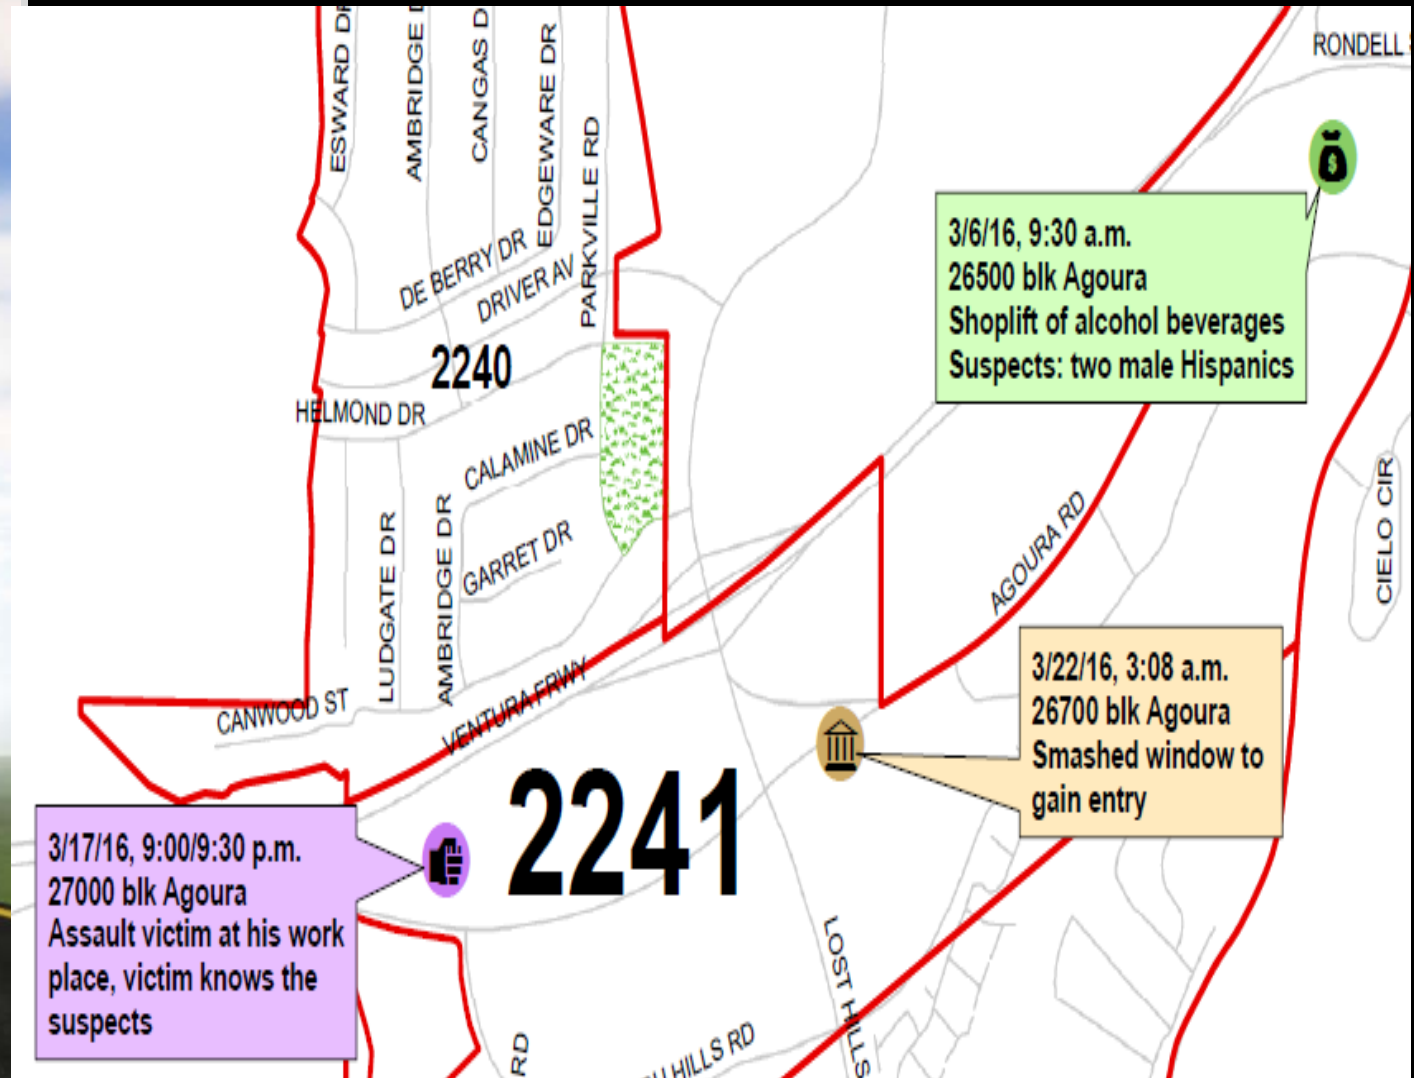 ESWARD DR
AMBRIDGE
CANGAS D
EDGEWARE DR
PARKVILLE RD
RONDELL
DE BERRY DR
DRIVER AV
2240
HELMOND DR
CALAMINE DR
GARRET DR
LUDGATE DR
AMBRIDGE DR
CANWOOD ST
VENTURA FRWY
AGOURA RD
CIELO CIR
3/6/16, 9:30 a.m.
26500 blk Agoura
Shoplift of alcohol beverages
Suspects: two male Hispanics
$
3/22/16, 3:08 a.m.
26700 blk Agoura
Smashed window to
gain entry
2241
3/17/16, 9:00/9:30 p.m.
27000 blk Agoura
Assault victim at his work
place, victim knows the
suspects
LOST HILLS
HILLS RD
RD